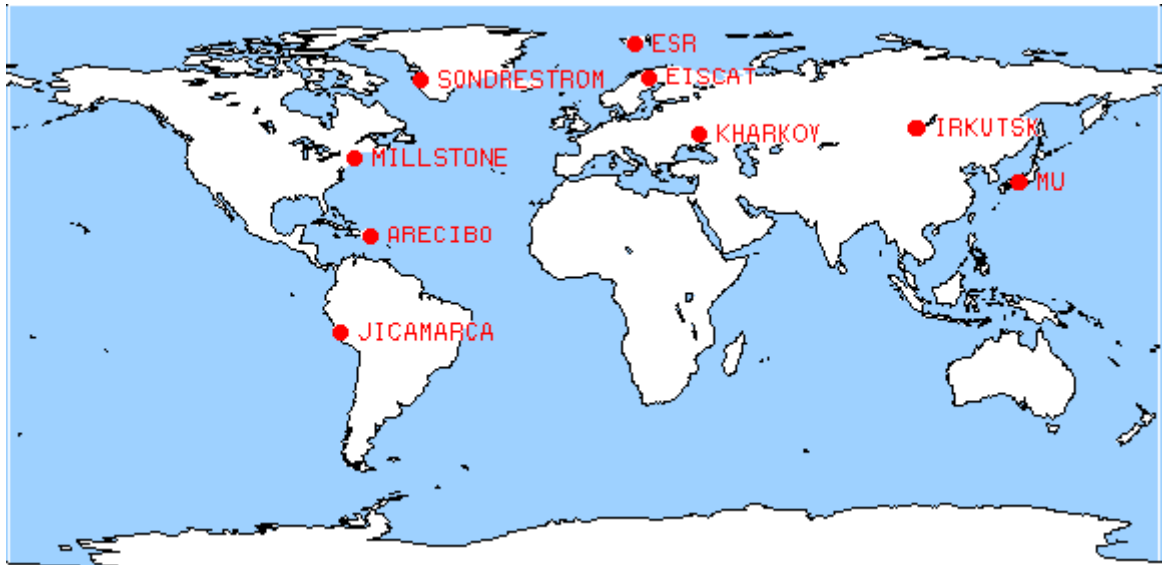 ESR
SONDRESTROM
EISCAT
KHARKOV
IRKUTSK
MILLSTONE
MU
ARECIBO
JICAMARCA